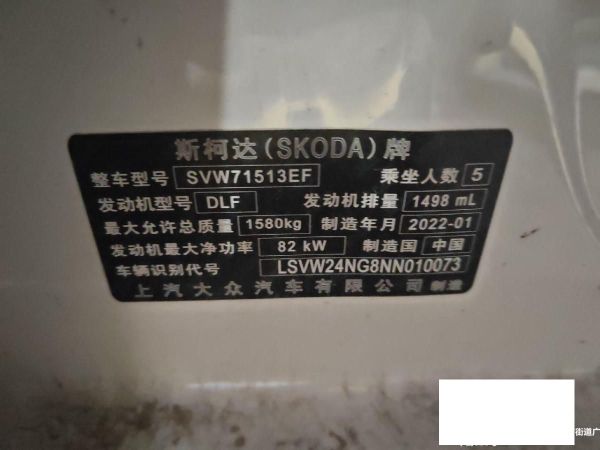 斯柯达(SKODA)牌
整车型号 SVW71513EF 乘坐人数 5
发动机型号 DLF 发动机排量 1498 mL
最大允许总质量 1580kg 制造年月 2022-01
发动机最大净功率 82 kW 制造国 中国
车辆识别代号 LSVW24NG8NN010073
上汽大众汽车有限公司 制造
街道广